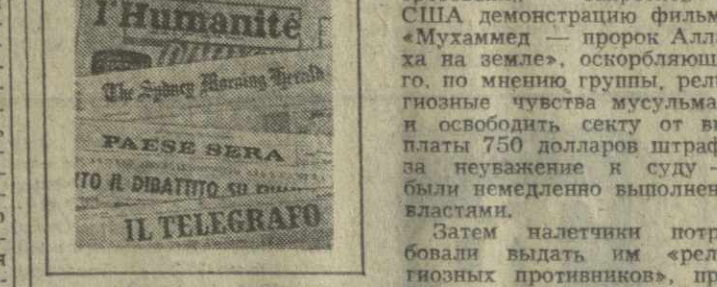 l'Humanité
The Sydney Morning Herald
PAESE SERA
TO IL DIBATTITO SU
IL TELEGRAFO
США демонстрацию фильм
«Мухаммед — пророк Алл
ха на земле», оскорбляющ
го, по мнению группы, рел
гиозные чувства мусульма
и освободить секту от вы
платы 750 долларов штраф
за неуважение к суду —
были немедленно выполнен
властями.
Затем налетчики потр
бовали выдать им «рел
гиозных противников», пр